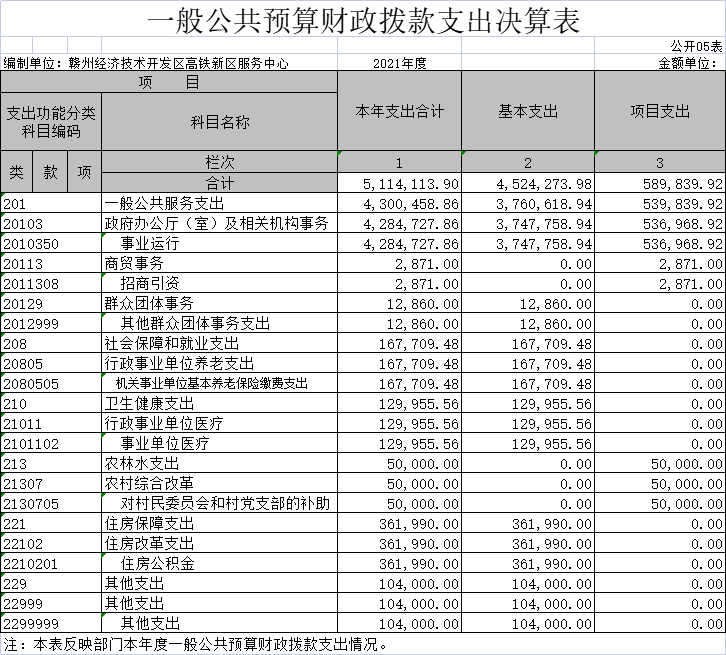 一般公共预算财政拨款支出决算表
公开05表
编制单位：赣州经济技术开发区高铁新区服务中心 2021年度 金额单位：
项 目 本年支出合计 基本支出 项目支出
支出功能分类科目编码 科目名称
类 款 项 栏次 1 2 3
合计 5,114,113.90 4,524,273.98 589,839.92
201 一般公共服务支出 4,300,458.86 3,760,618.94 539,839.92
20103 政府办公厅（室）及相关机构事务 4,284,727.86 3,747,758.94 536,968.92
2010350 事业运行 4,284,727.86 3,747,758.94 536,968.92
20113 商贸事务 2,871.00 0.00 2,871.00
2011308 招商引资 2,871.00 0.00 2,871.00
20129 群众团体事务 12,860.00 12,860.00 0.00
2012999 其他群众团体事务支出 12,860.00 12,860.00 0.00
208 社会保障和就业支出 167,709.48 167,709.48 0.00
20805 行政事业单位养老支出 167,709.48 167,709.48 0.00
2080505 机关事业单位基本养老保险缴费支出 167,709.48 167,709.48 0.00
210 卫生健康支出 129,955.56 129,955.56 0.00
21011 行政事业单位医疗 129,955.56 129,955.56 0.00
2101102 事业单位医疗 129,955.56 129,955.56 0.00
213 农林水支出 50,000.00 0.00 50,000.00
21307 农村综合改革 50,000.00 0.00 50,000.00
2130705 对村民委员会和村党支部的补助 50,000.00 0.00 50,000.00
221 住房保障支出 361,990.00 361,990.00 0.00
22102 住房改革支出 361,990.00 361,990.00 0.00
2210201 住房公积金 361,990.00 361,990.00 0.00
229 其他支出 104,000.00 104,000.00 0.00
22999 其他支出 104,000.00 104,000.00 0.00
2299999 其他支出 104,000.00 104,000.00 0.00
注：本表反映部门本年度一般公共预算财政拨款支出情况。